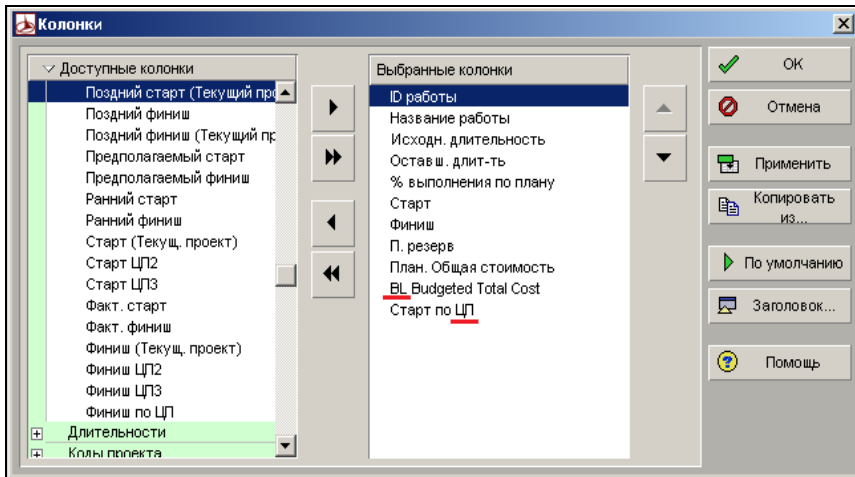 Колонки
Доступные колонки
Поздний старт (Текущий прс
Поздний финиш
Поздний финиш (Текущий пр
Предполагаемый старт
Предполагаемый финиш
Ранний старт
Ранний финиш
Старт (Текущ. проект)
Старт ЦП2
Старт ЦП3
Факт. старт
Факт. финиш
Финиш (Текущ. проект)
Финиш ЦП2
Финиш ЦП3
Финиш по ЦП
Длительности
Коды проекта
Выбранные колонки
ID работы
Название работы
Исходн. длительность
Оставш. длит-ть
% выполнения по плану
Старт
Финиш
П. резерв
План. Общая стоимость
BL Budgeted Total Cost
Старт по ЦП
OK
Отмена
Применить
Копировать
из...
По умолчанию
Заголовок...
Помощь